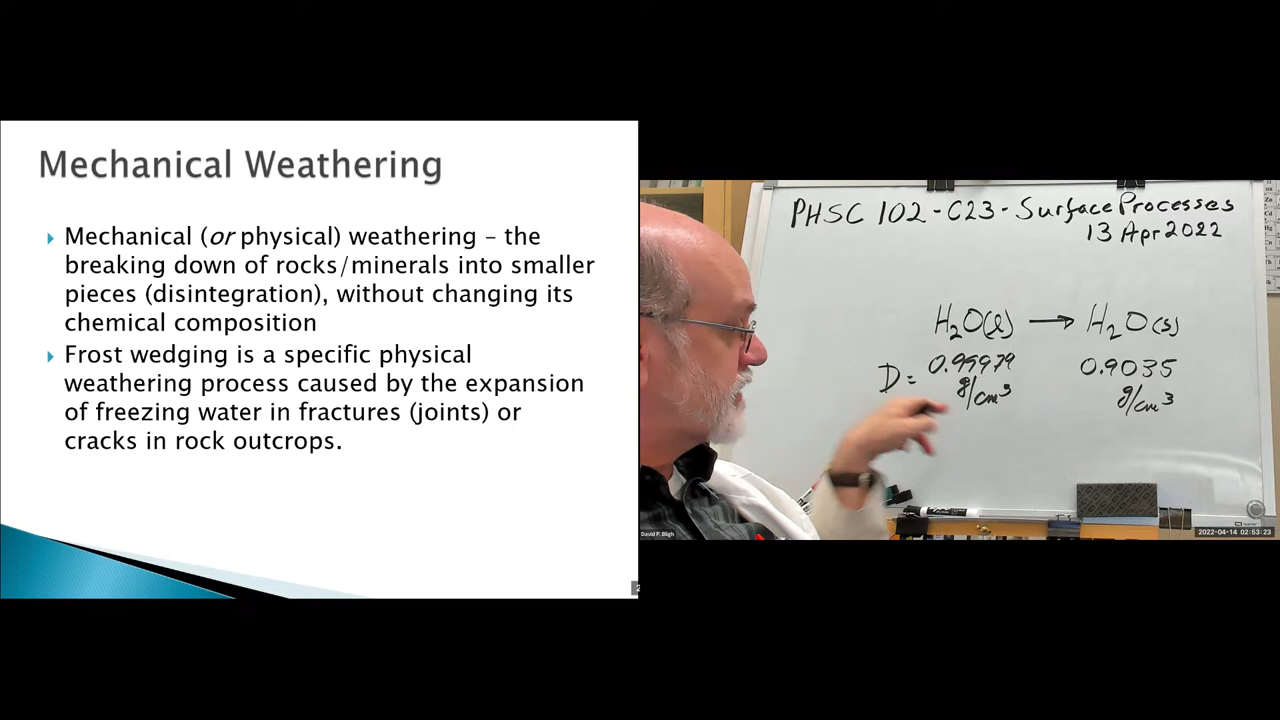 Mechanical Weathering
Mechanical (or physical) weathering – the
breaking down of rocks/minerals into smaller
pieces (disintegration), without changing its
chemical composition
Frost wedging is a specific physical
weathering process caused by the expansion
of freezing water in fractures (joints) or
cracks in rock outcrops.
2
PHSC 102 - C23 - Surface Processes
13 Apr 2022
H2O(l) → H2O(s)
D = 0.99979 0.9035
g/cm3 g/cm3
David P. Bligh
2022-04-14 02:53:23